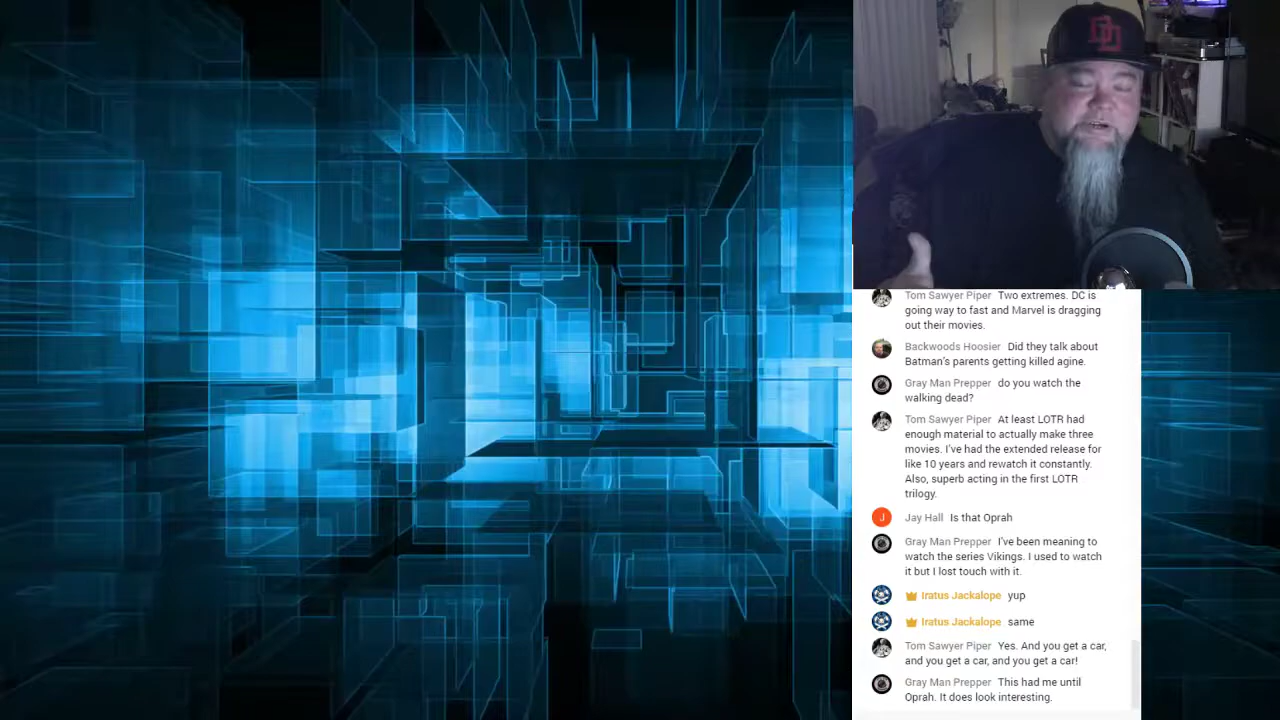 Tom Sawyer Piper Two extremes. DC is
going way to fast and Marvel is dragging
out their movies.
Backwoods Hoosier Did they talk about
Batman's parents getting killed agine.
Gray Man Prepper do you watch the
walking dead?
Tom Sawyer Piper At least LOTR had
enough material to actually make three
movies. I've had the extended release for
like 10 years and rewatch it constantly.
Also, superb acting in the first LOTR
trilogy.
J Jay Hall Is that Oprah
Gray Man Prepper I've been meaning to
watch the series Vikings. I used to watch
it but I lost touch with it.
Iratus Jackalope yup
Iratus Jackalope same
Tom Sawyer Piper Yes. And you get a car,
and you get a car, and you get a car!
Gray Man Prepper This had me until
Oprah. It does look interesting.